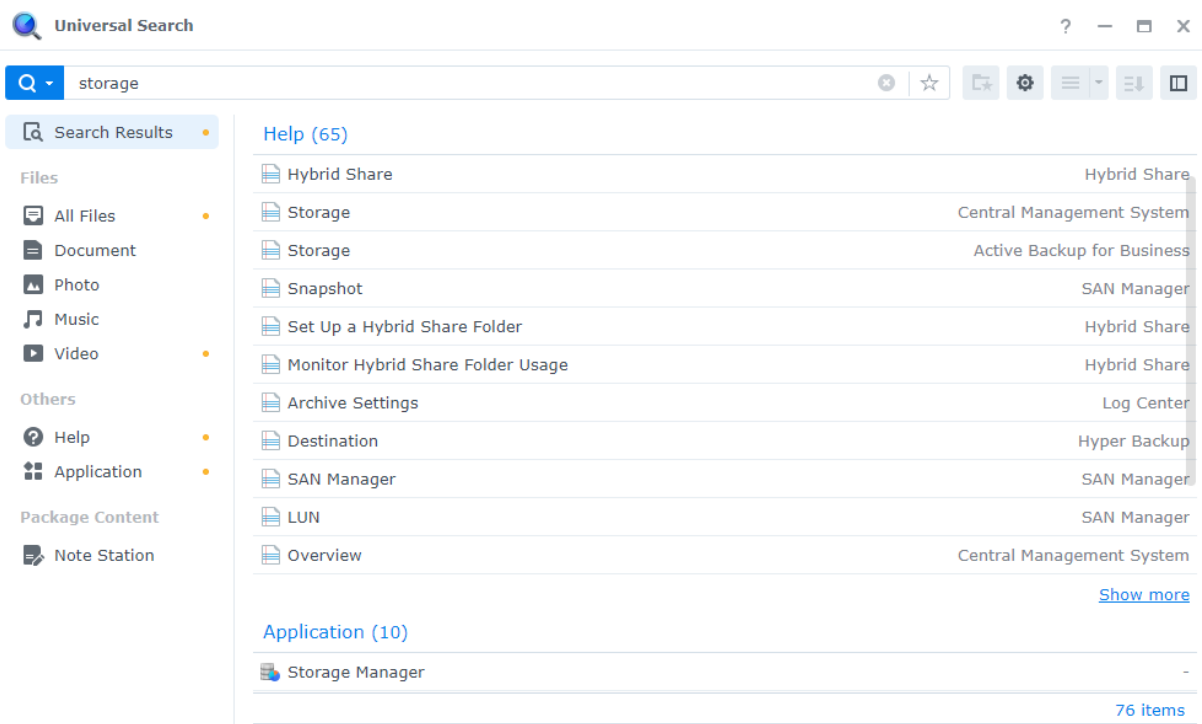 Universal Search
storage
Search Results
Files
All Files
Document
Photo
Music
Video
Others
Help
Application
Package Content
Note Station
Help (65)
Hybrid Share Hybrid Share
Storage Central Management System
Storage Active Backup for Business
Snapshot SAN Manager
Set Up a Hybrid Share Folder Hybrid Share
Monitor Hybrid Share Folder Usage Hybrid Share
Archive Settings Log Center
Destination Hyper Backup
SAN Manager SAN Manager
LUN SAN Manager
Overview Central Management System
Show more
Application (10)
Storage Manager -
76 items